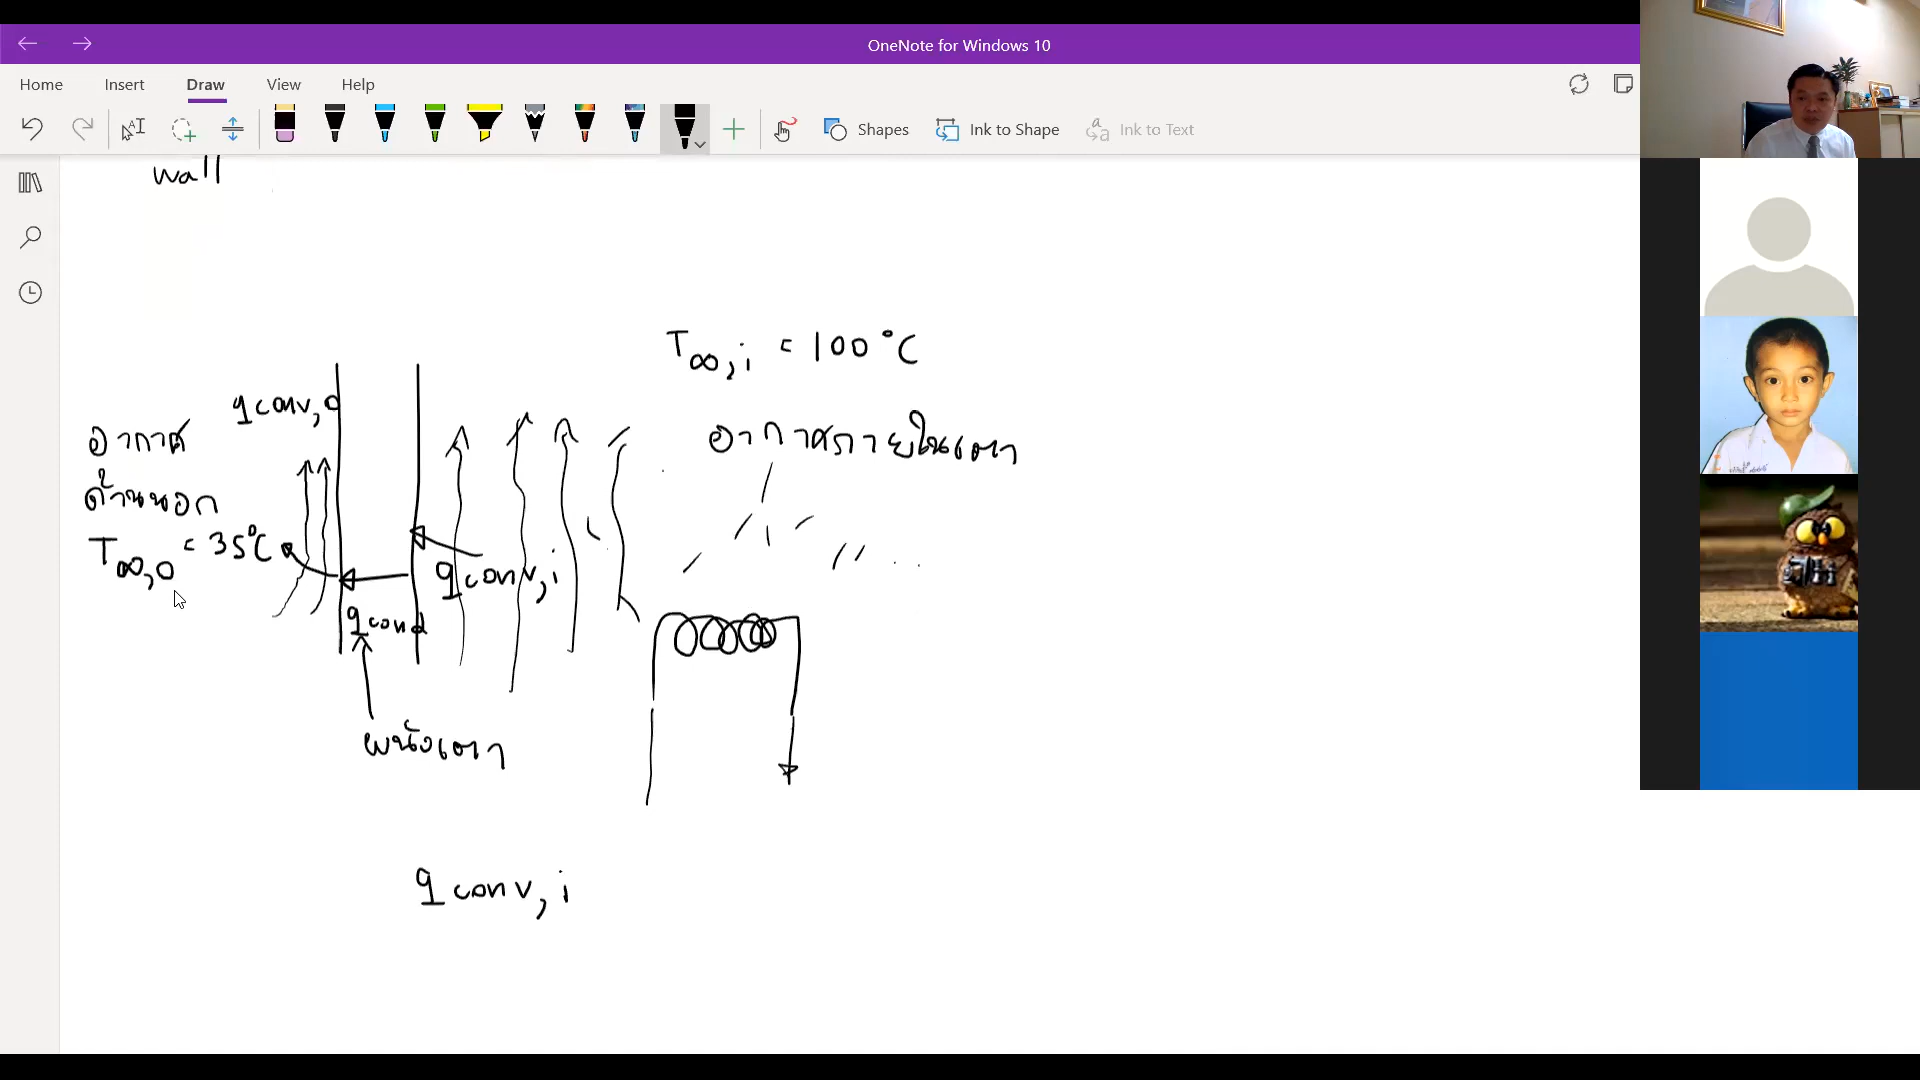 OneNote for Windows 10
Home Insert Draw View Help
Shapes Ink to Shape Ink to Text
wall
T∞,i = 100 °C
qconv,o
อากาศ
ด้านนอก
T∞,o = 35°C
อากาศภายในเตา
qconv,i
qcond
ผนังเตา
qconv,i